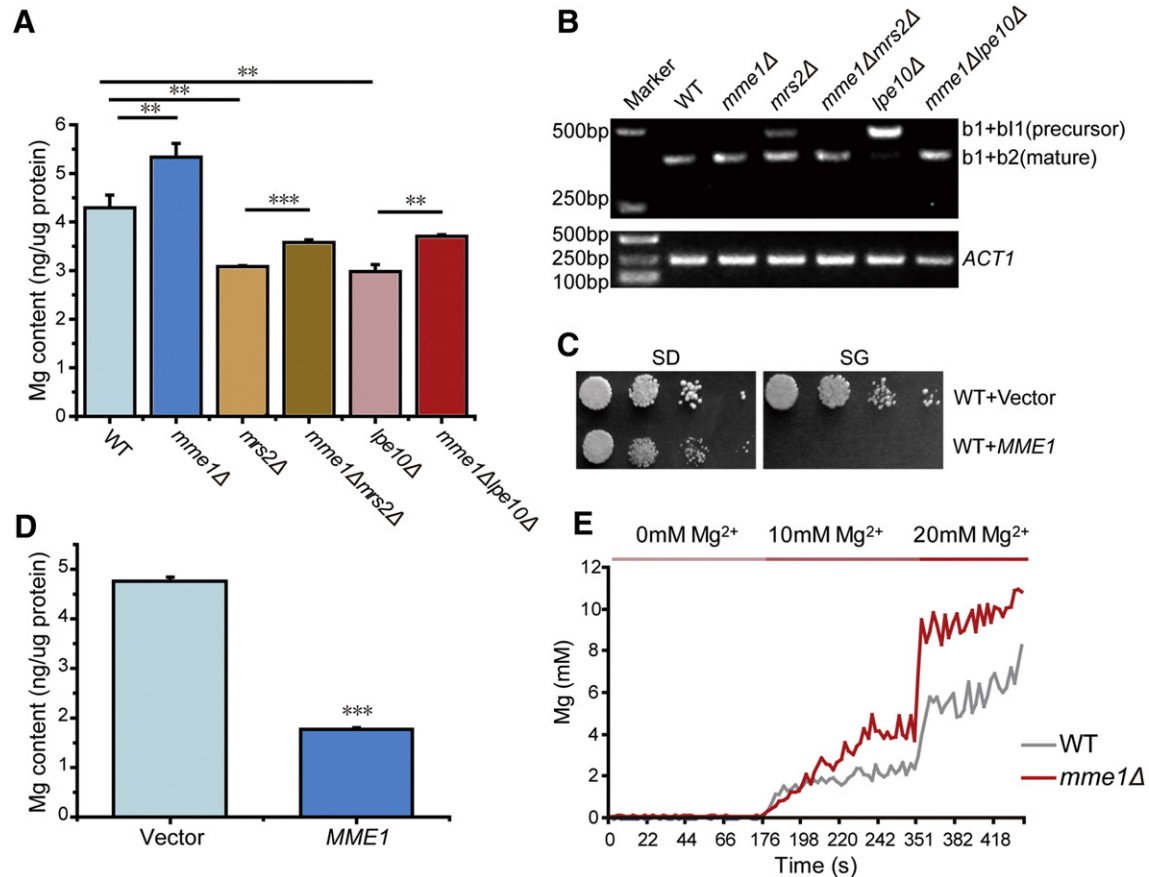 A
**
**
**
***
**
Mg content (ng/ug protein)
6
5
4
3
2
1
0
WT
mme1Δ
mrs2Δ
mme1Δmrs2Δ
lpe10Δ
mme1Δlpe10Δ
B
Marker
WT
mme1Δ
mrs2Δ
mme1Δmrs2Δ
lpe10Δ
mme1Δlpe10Δ
500bp
250bp
b1+bI1(precursor)
b1+b2(mature)
500bp
250bp
100bp
ACT1
C
SD
SG
WT+Vector
WT+MME1
D
Mg content (ng/ug protein)
5
4
3
2
1
0
***
Vector
MME1
E
0mM Mg²⁺
10mM Mg²⁺
20mM Mg²⁺
Mg (mM)
12
10
8
6
4
2
0
0
22
44
66
176
198
220
242
351
382
418
Time (s)
WT
mme1Δ